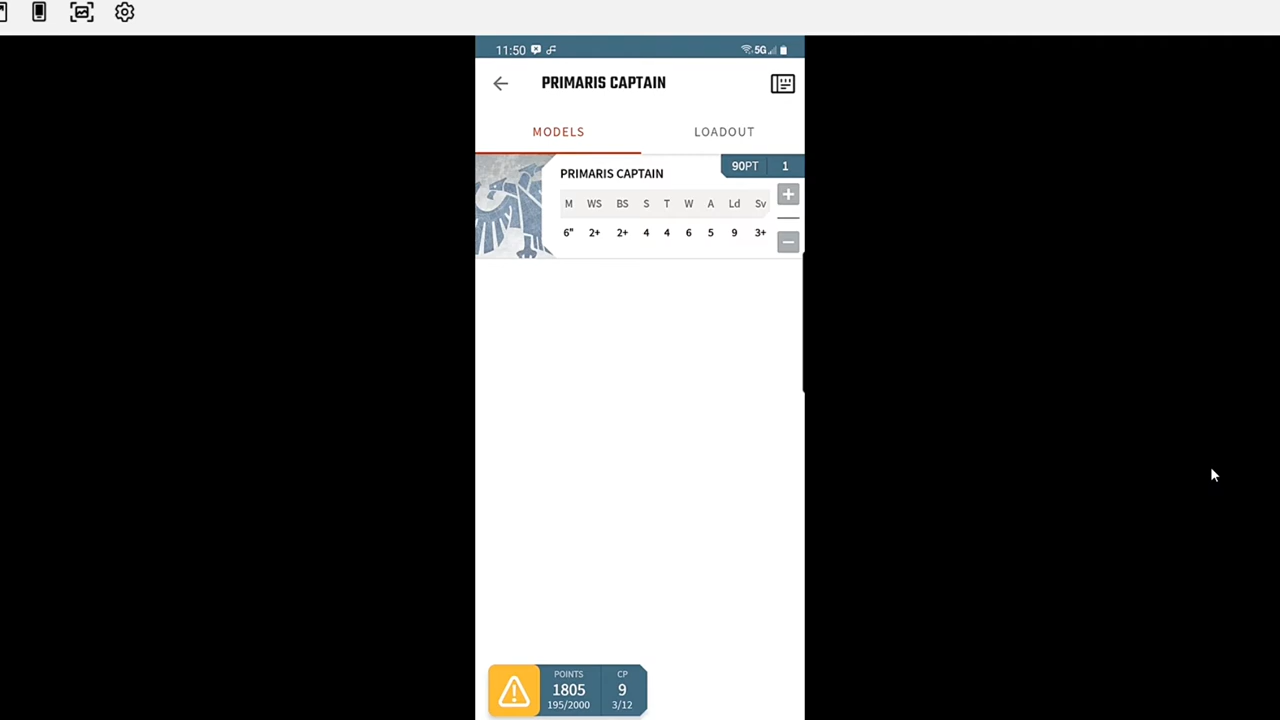 11:50 5G
PRIMARIS CAPTAIN
MODELS LOADOUT
90PT 1
PRIMARIS CAPTAIN
M WS BS S T W A Ld Sv
6" 2+ 2+ 4 4 6 5 9 3+
POINTS CP
1805 9
195/2000 3/12